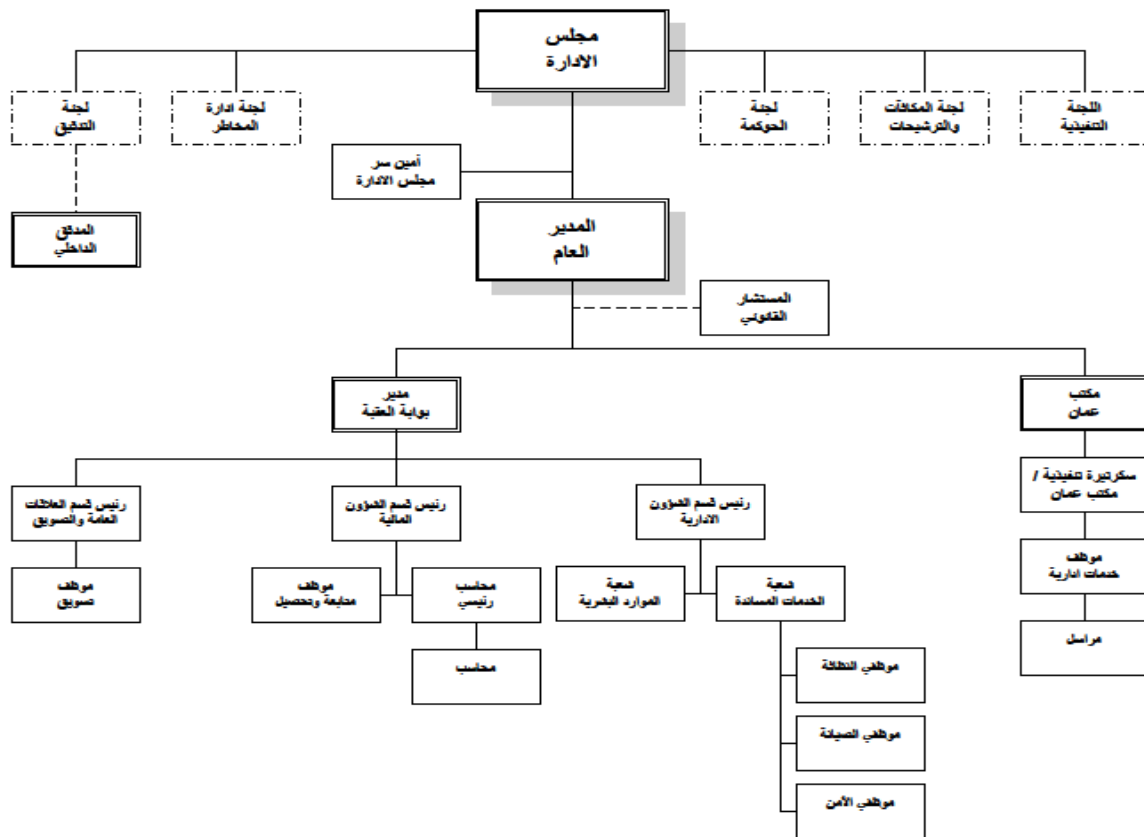 مجلس
الادارة
اللجنة
التنفيذية
لجنة المكافآت
والترشيحات
لجنة
الحوكمة
لجنة ادارة
المخاطر
لجنة
التدقيق
أمين سر
مجلس الادارة
المدقق
الداخلي
المدير
العام
المستشار
القانوني
مكتب
عمان
مدير
بوابة العقبة
سكرتيرة تنفيذية /
مكتب عمان
رئيس قسم الشؤون
الادارية
رئيس قسم الشؤون
المالية
رئيس قسم العلاقات
العامة والتسويق
موظف
خدمات ادارية
شعبة
الخدمات المساندة
شعبة
الموارد البشرية
محاسب
رئيسي
موظف
متابعة وتحصيل
موظف
تسويق
مراسل
محاسب
موظفي النظافة
موظفي الصيانة
موظفي الأمن